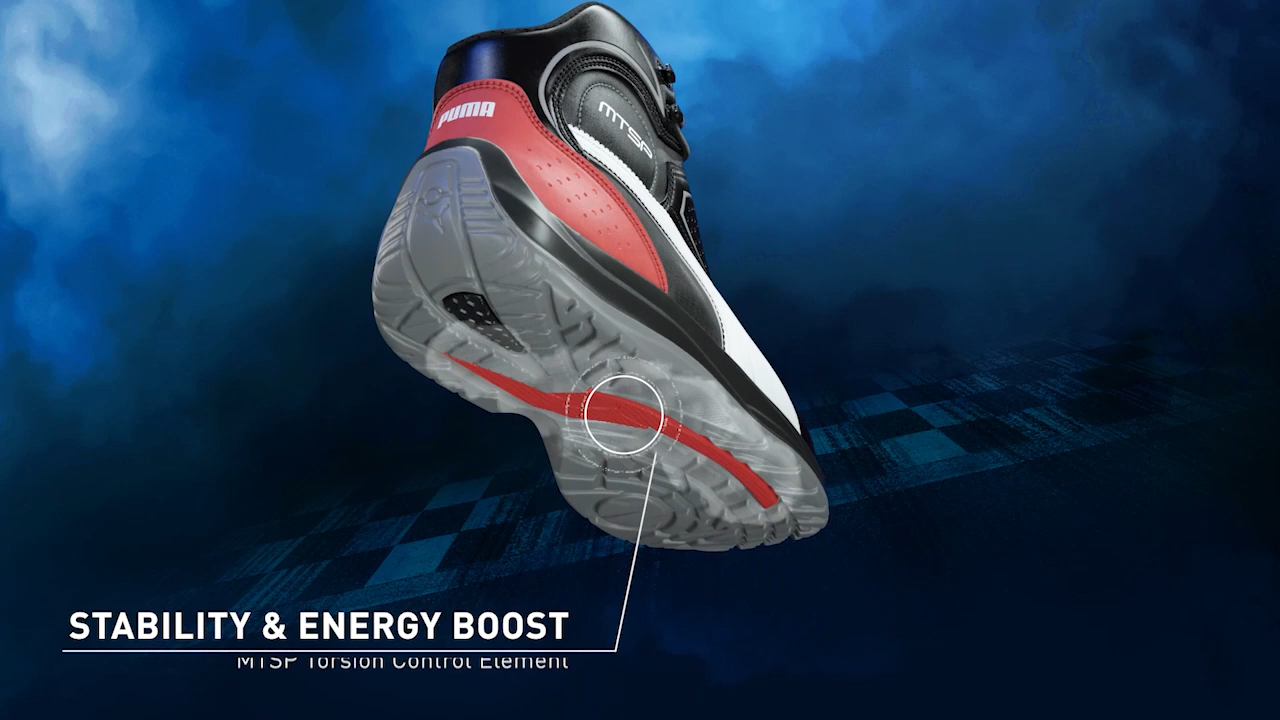 PUMA
MTSP
STABILITY & ENERGY BOOST
MTSP Torsion Control Element